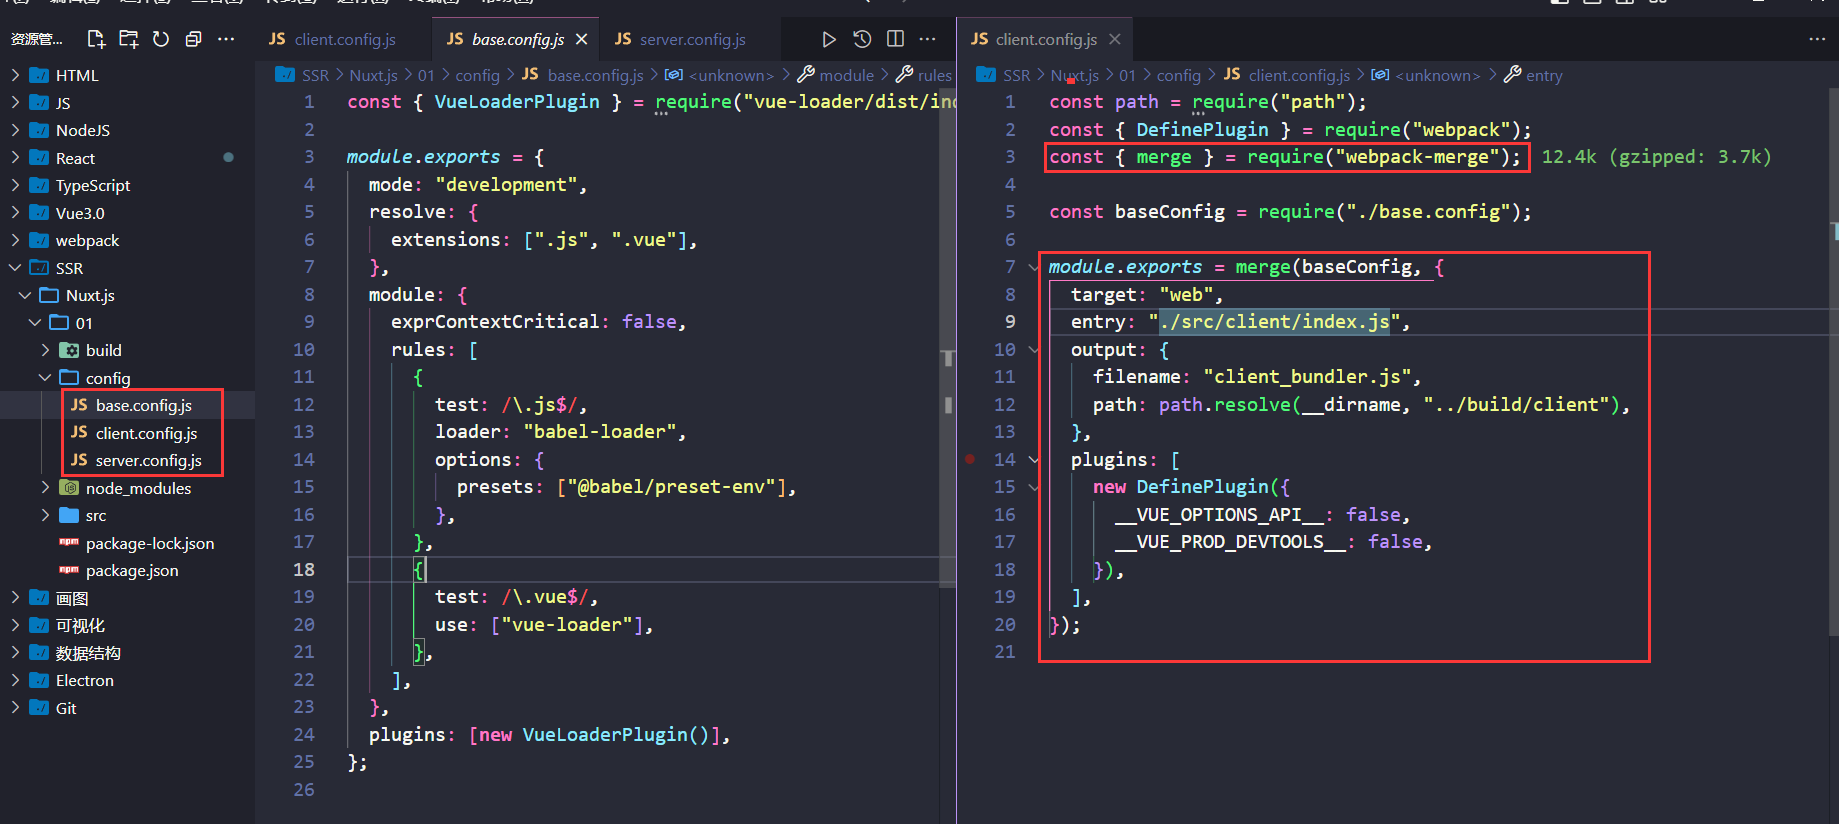 资源管...
HTML
JS
NodeJS
React
TypeScript
Vue3.0
webpack
SSR
Nuxt.js
01
build
config
JS base.config.js
JS client.config.js
JS server.config.js
node_modules
src
npm package-lock.json
npm package.json
画图
可视化
数据结构
Electron
Git
JS client.config.js
JS base.config.js
JS server.config.js
SSR > Nuxt.js > 01 > config > JS base.config.js > <unknown> > module > rules
1 const { VueLoaderPlugin } = require("vue-loader/dist/in
2
3 module.exports = {
4 mode: "development",
5 resolve: {
6 extensions: [".js", ".vue"],
7 },
8 module: {
9 exprContextCritical: false,
10 rules: [
11 {
12 test: /\.js$/,
13 loader: "babel-loader",
14 options: {
15 presets: ["@babel/preset-env"],
16 },
17 },
18 {
19 test: /\.vue$/,
20 use: ["vue-loader"],
21 },
22 ],
23 },
24 plugins: [new VueLoaderPlugin()],
25 };
26
JS client.config.js
SSR > Nuxt.js > 01 > config > JS client.config.js > <unknown> > entry
1 const path = require("path");
2 const { DefinePlugin } = require("webpack");
3 const { merge } = require("webpack-merge"); 12.4k (gzipped: 3.7k)
4
5 const baseConfig = require("./base.config");
6
7 module.exports = merge(baseConfig, {
8 target: "web",
9 entry: "./src/client/index.js",
10 output: {
11 filename: "client_bundler.js",
12 path: path.resolve(__dirname, "../build/client"),
13 },
14 plugins: [
15 new DefinePlugin({
16 __VUE_OPTIONS_API__: false,
17 __VUE_PROD_DEVTOOLS__: false,
18 }),
19 ],
20 });
21